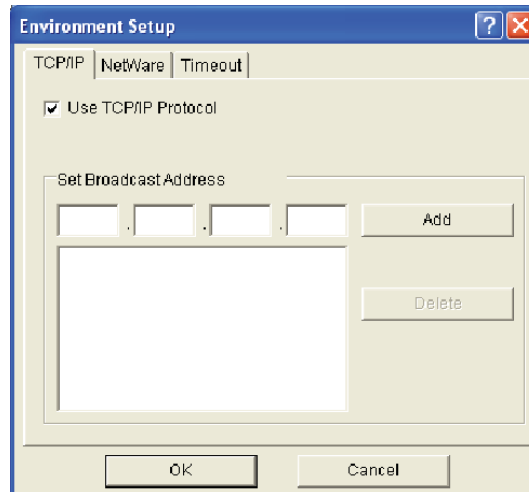 Environment Setup
TCP/IP NetWare Timeout
Use TCP/IP Protocol
Set Broadcast Address
. . .
Add
Delete
OK Cancel